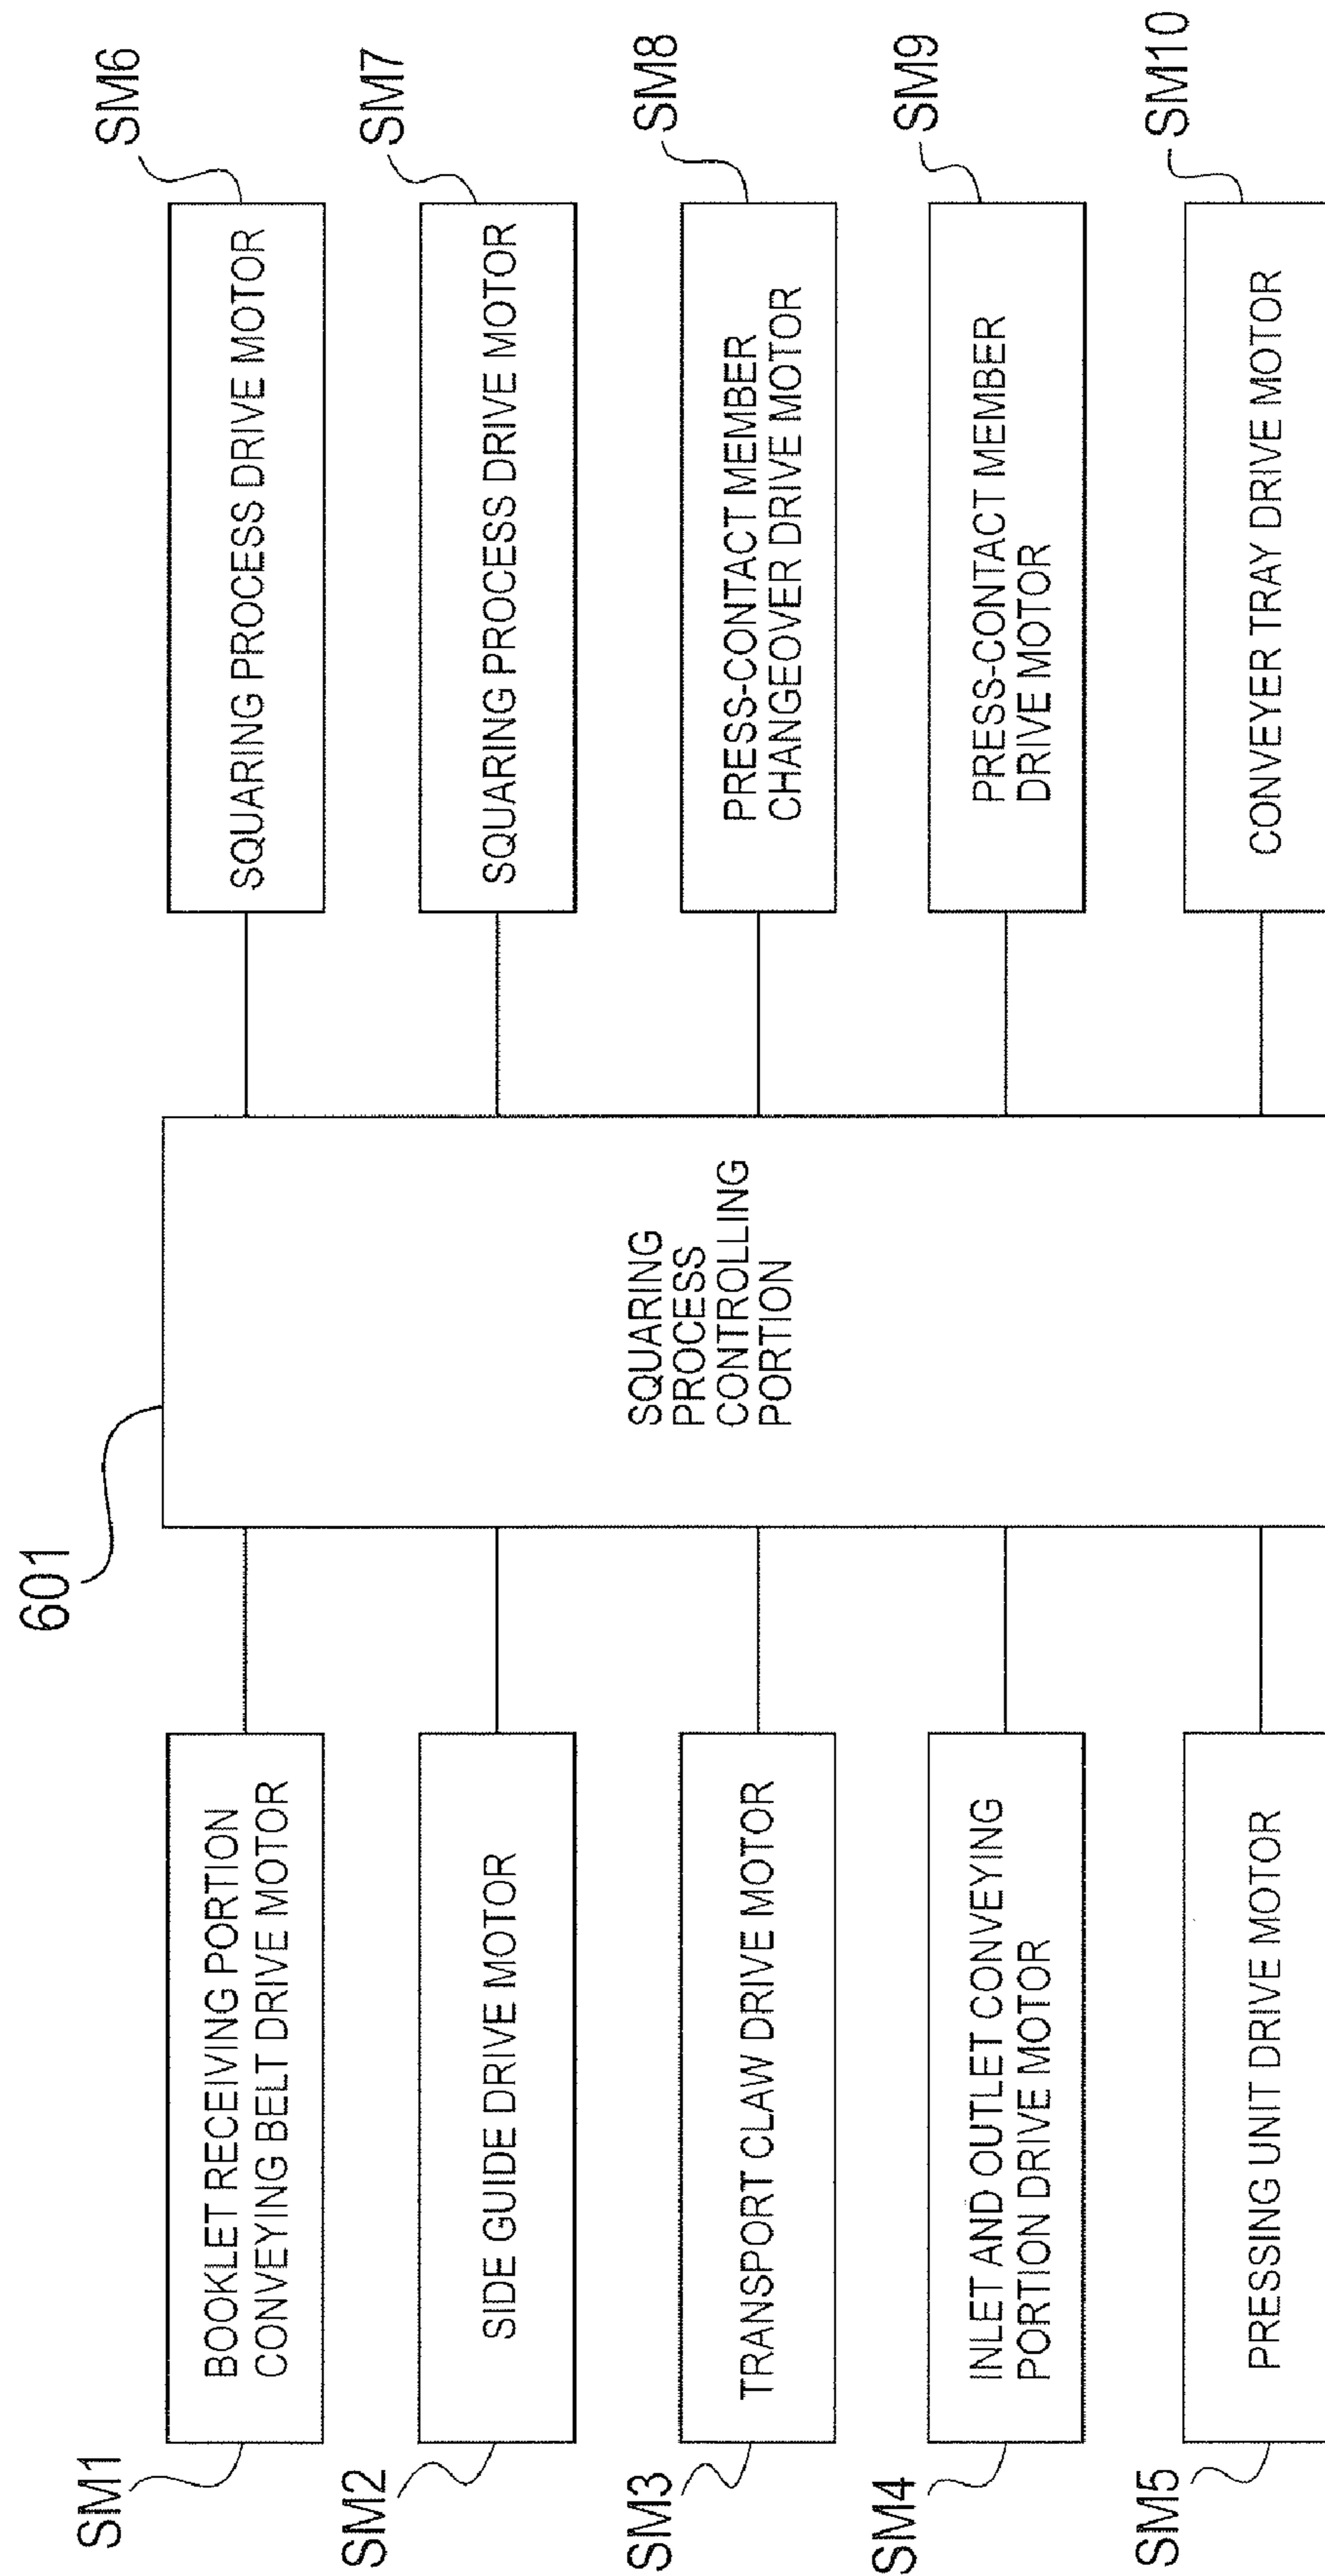 601
SM1
BOOKLET RECEIVING PORTION
CONVEYING BELT DRIVE MOTOR
SM2
SIDE GUIDE DRIVE MOTOR
SM3
TRANSPORT CLAW DRIVE MOTOR
SM4
INLET AND OUTLET CONVEYING
PORTION DRIVE MOTOR
SM5
PRESSING UNIT DRIVE MOTOR
SQUARING
PROCESS
CONTROLLING
PORTION
SM6
SQUARING PROCESS DRIVE MOTOR
SM7
SQUARING PROCESS DRIVE MOTOR
SM8
PRESS-CONTACT MEMBER
CHANGEOVER DRIVE MOTOR
SM9
PRESS-CONTACT MEMBER
DRIVE MOTOR
SM10
CONVEYER TRAY DRIVE MOTOR